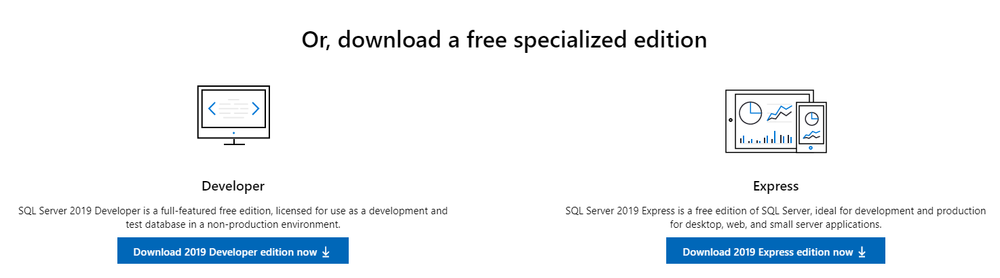 Or, download a free specialized edition
Developer
SQL Server 2019 Developer is a full-featured free edition, licensed for use as a development and
test database in a non-production environment.
Download 2019 Developer edition now
Express
SQL Server 2019 Express is a free edition of SQL Server, ideal for development and production
for desktop, web, and small server applications.
Download 2019 Express edition now